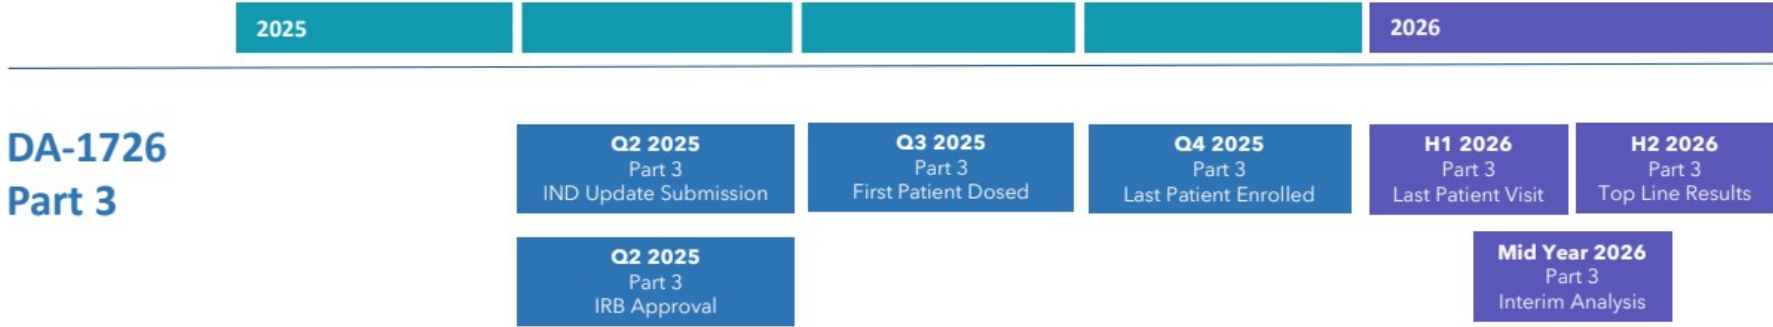 2025
2026
DA-1726
Part 3
Q2 2025
Part 3
IND Update Submission
Q3 2025
Part 3
First Patient Dosed
Q4 2025
Part 3
Last Patient Enrolled
H1 2026
Part 3
Last Patient Visit
H2 2026
Part 3
Top Line Results
Q2 2025
Part 3
IRB Approval
Mid Year 2026
Part 3
Interim Analysis